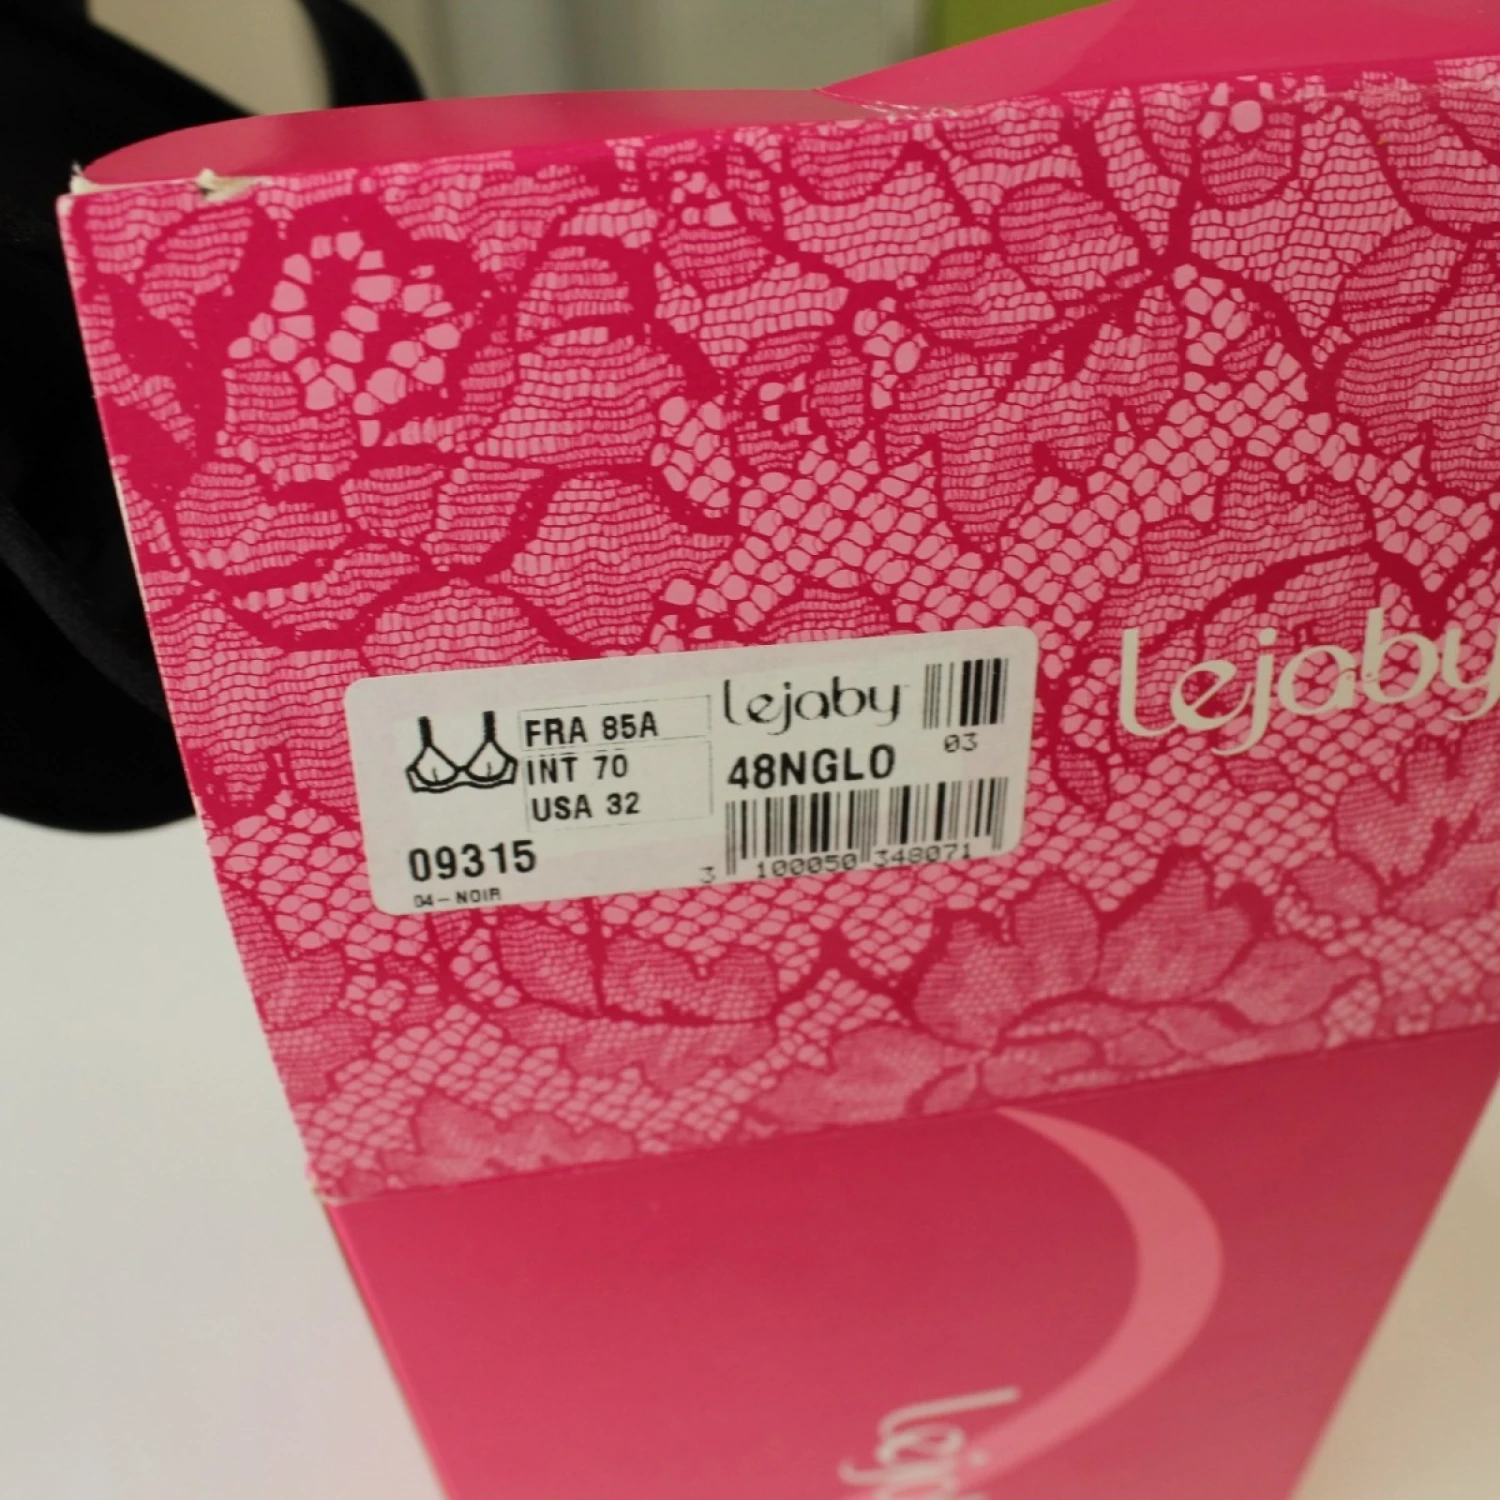 FRA 85A
INT 70
USA 32
09315
04-NOIR
lejaby
03
48NGLO
3 100050 348071
lejaby